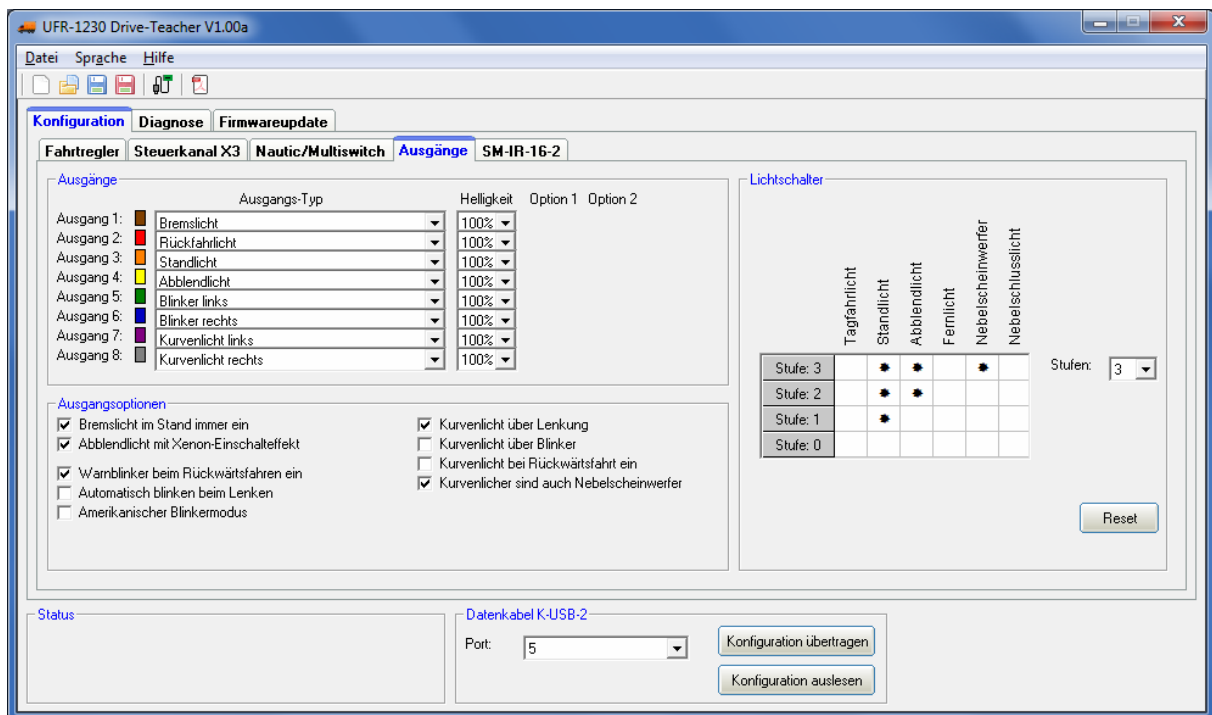 UFR-1230 Drive-Teacher V1.00a
Datei Sprache Hilfe
Konfiguration Diagnose Firmwareupdate
Fahrtregler Steuerkanal X3 Nautic/Multiswitch Ausgänge SM-IR-16-2
Ausgänge
Ausgangs-Typ Helligkeit Option 1 Option 2
Ausgang 1: Bremslicht 100%
Ausgang 2: Rückfahrlicht 100%
Ausgang 3: Standlicht 100%
Ausgang 4: Abblendlicht 100%
Ausgang 5: Blinker links 100%
Ausgang 6: Blinker rechts 100%
Ausgang 7: Kurvenlicht links 100%
Ausgang 8: Kurvenlicht rechts 100%
Ausgangsoptionen
Bremslicht im Stand immer ein
Abblendlicht mit Xenon-Einschalteffekt
Warnblinker beim Rückwärtsfahren ein
Automatisch blinken beim Lenken
Amerikanischer Blinkermodus
Kurvenlicht über Lenkung
Kurvenlicht über Blinker
Kurvenlicht bei Rückwärtsfahrt ein
Kurvenlicher sind auch Nebelscheinwerfer
Lichtschalter
Tagfahrlicht
Standlicht
Abblendlicht
Fernlicht
Nebelscheinwerfer
Nebelschlusslicht
Stufe: 3
Stufe: 2
Stufe: 1
Stufe: 0
Stufen: 3
Reset
Status
Datenkabel K-USB-2
Port: 5
Konfiguration übertragen
Konfiguration auslesen